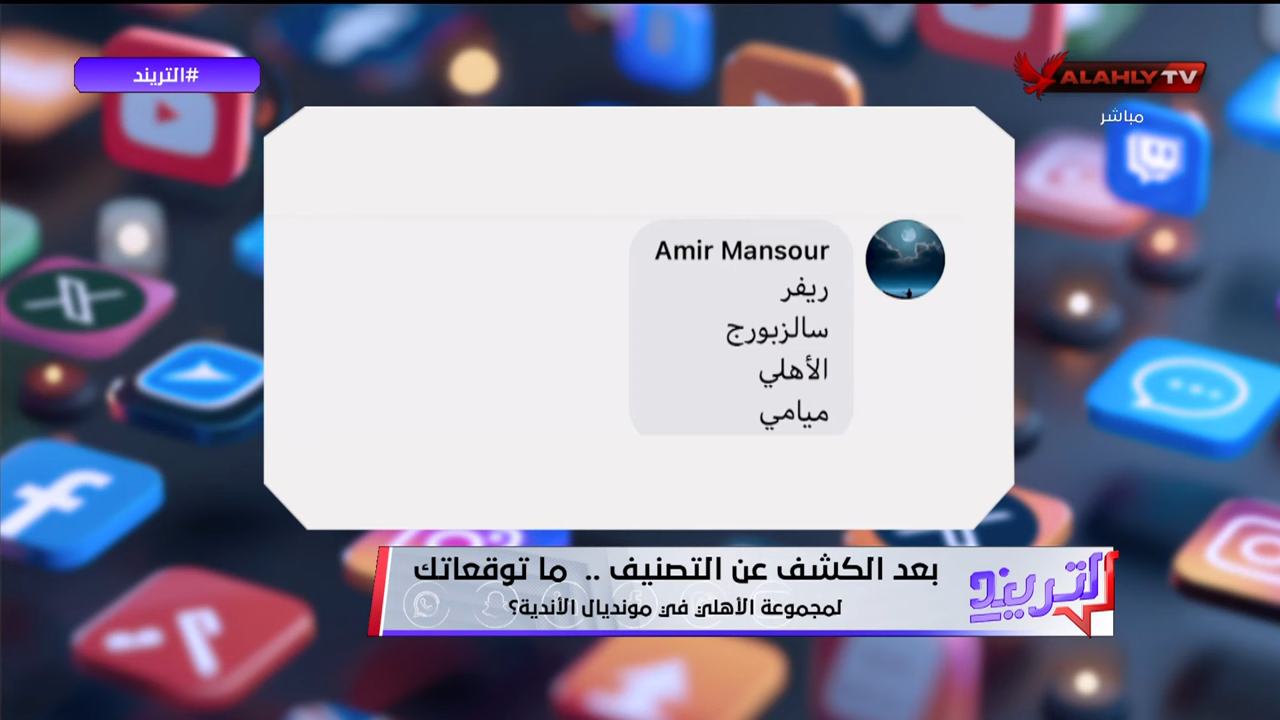 #التريند
ALAHLY TV
مباشر
Amir Mansour
ريفر
سالزبورج
الأهلي
ميامي
التريند
بعد الكشف عن التصنيف .. ما توقعاتك
لمجموعة الأهلي في مونديال الأندية؟